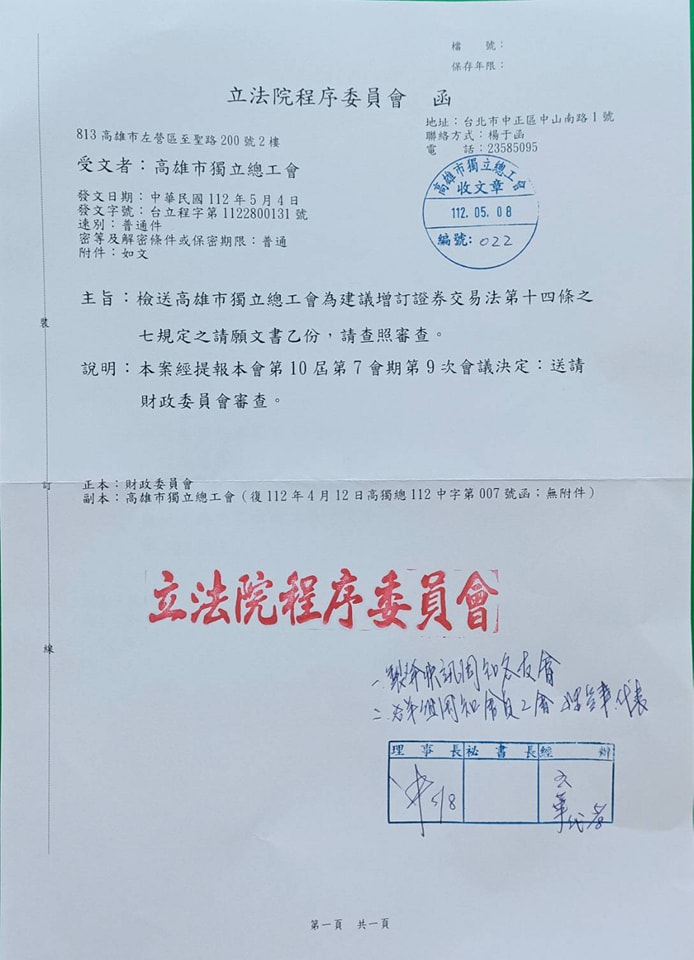 檔　　號：
保存年限：
立法院程序委員會　函
地址：台北市中正區中山南路1號
聯絡方式：楊于函
電　　話：23585095
813高雄市左營區至聖路200號2樓
受文者：高雄市獨立總工會
高雄市獨立總工會
收文章
112.05.08
編號：022
發文日期：中華民國112年5月4日
發文字號：台立程字第1122800131號
速別：普通件
密等及解密條件或保密期限：普通
附件：如文
主旨：檢送高雄市獨立總工會為建議增訂證券交易法第十四條之
七規定之請願文書乙份，請查照審查。
說明：本案經提報本會第10屆第7會期第9次會議決定：送請
財政委員會審查。
裝
訂
線
正本：財政委員會
副本：高雄市獨立總工會（復112年4月12日高獨總112中字第007號函；無附件）
立法院程序委員會
理事長 秘書長 經辦
5/8
第一頁　共一頁